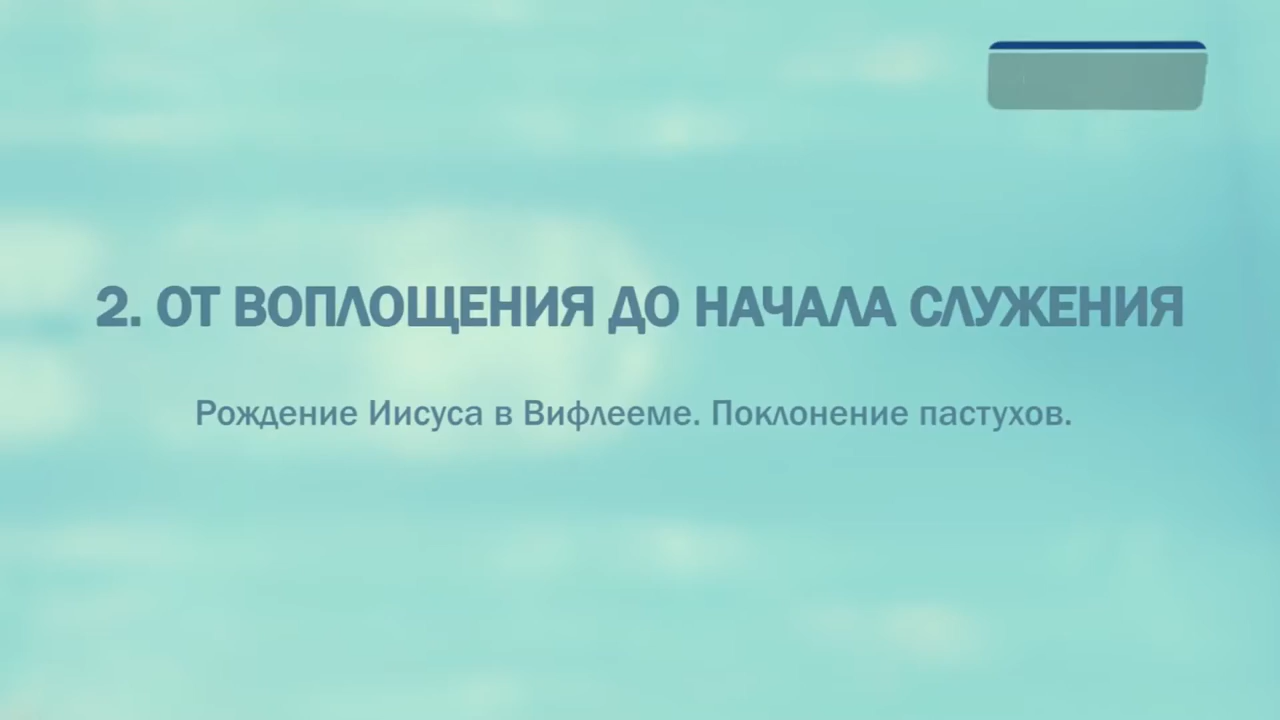 2. ОТ ВОПЛОЩЕНИЯ ДО НАЧАЛА СЛУЖЕНИЯ
Рождение Иисуса в Вифлееме. Поклонение пастухов.